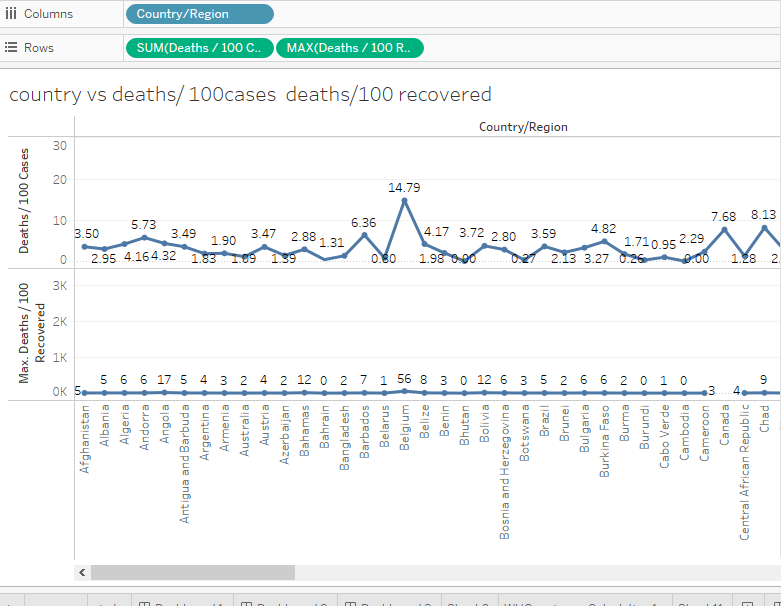 Columns
Country/Region
Rows
SUM(Deaths / 100 C..
MAX(Deaths / 100 R..
country vs deaths/ 100cases deaths/100 recovered
Country/Region
Deaths / 100 Cases
30
20
10
0
3.50
2.95
4.16
5.73
4.32
3.49
1.83
1.90
1.09
3.47
1.39
2.88
1.31
6.36
14.79
4.17
1.98
0.00
3.72
2.80
0.27
3.59
2.13
3.27
4.82
1.71
0.26
0.95
0.00
2.29
7.68
1.28
8.13
Max. Deaths / 100
Recovered
3K
2K
1K
0K
5
5
6
6
17
5
4
3
2
4
2
12
0
2
7
1
56
8
3
0
12
6
3
5
2
6
6
2
0
1
0
3
4
9
Afghanistan
Albania
Algeria
Andorra
Angola
Antigua and Barbuda
Argentina
Armenia
Australia
Austria
Azerbaijan
Bahamas
Bahrain
Bangladesh
Barbados
Belarus
Belgium
Belize
Benin
Bhutan
Bolivia
Bosnia and Herzegovina
Botswana
Brazil
Brunei
Bulgaria
Burkina Faso
Burma
Burundi
Cabo Verde
Cambodia
Cameroon
Canada
Central African Republic
Chad